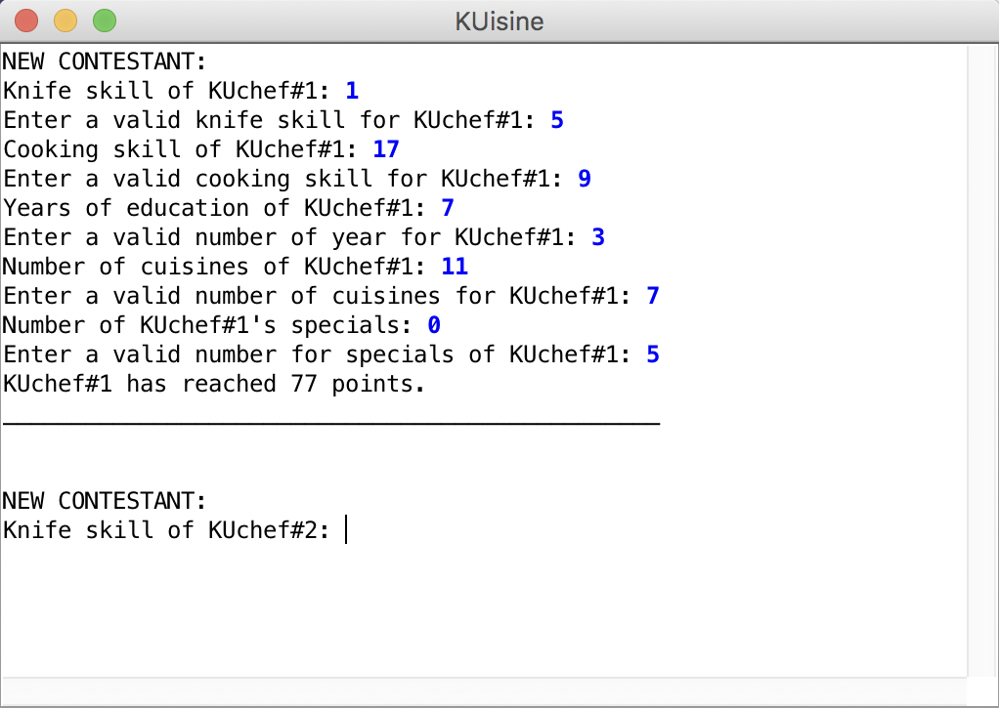 KUisine
NEW CONTESTANT:
Knife skill of KUchef#1: 1
Enter a valid knife skill for KUchef#1: 5
Cooking skill of KUchef#1: 17
Enter a valid cooking skill for KUchef#1: 9
Years of education of KUchef#1: 7
Enter a valid number of year for KUchef#1: 3
Number of cuisines of KUchef#1: 11
Enter a valid number of cuisines for KUchef#1: 7
Number of KUchef#1's specials: 0
Enter a valid number for specials of KUchef#1: 5
KUchef#1 has reached 77 points.
________________________________________________
NEW CONTESTANT:
Knife skill of KUchef#2: